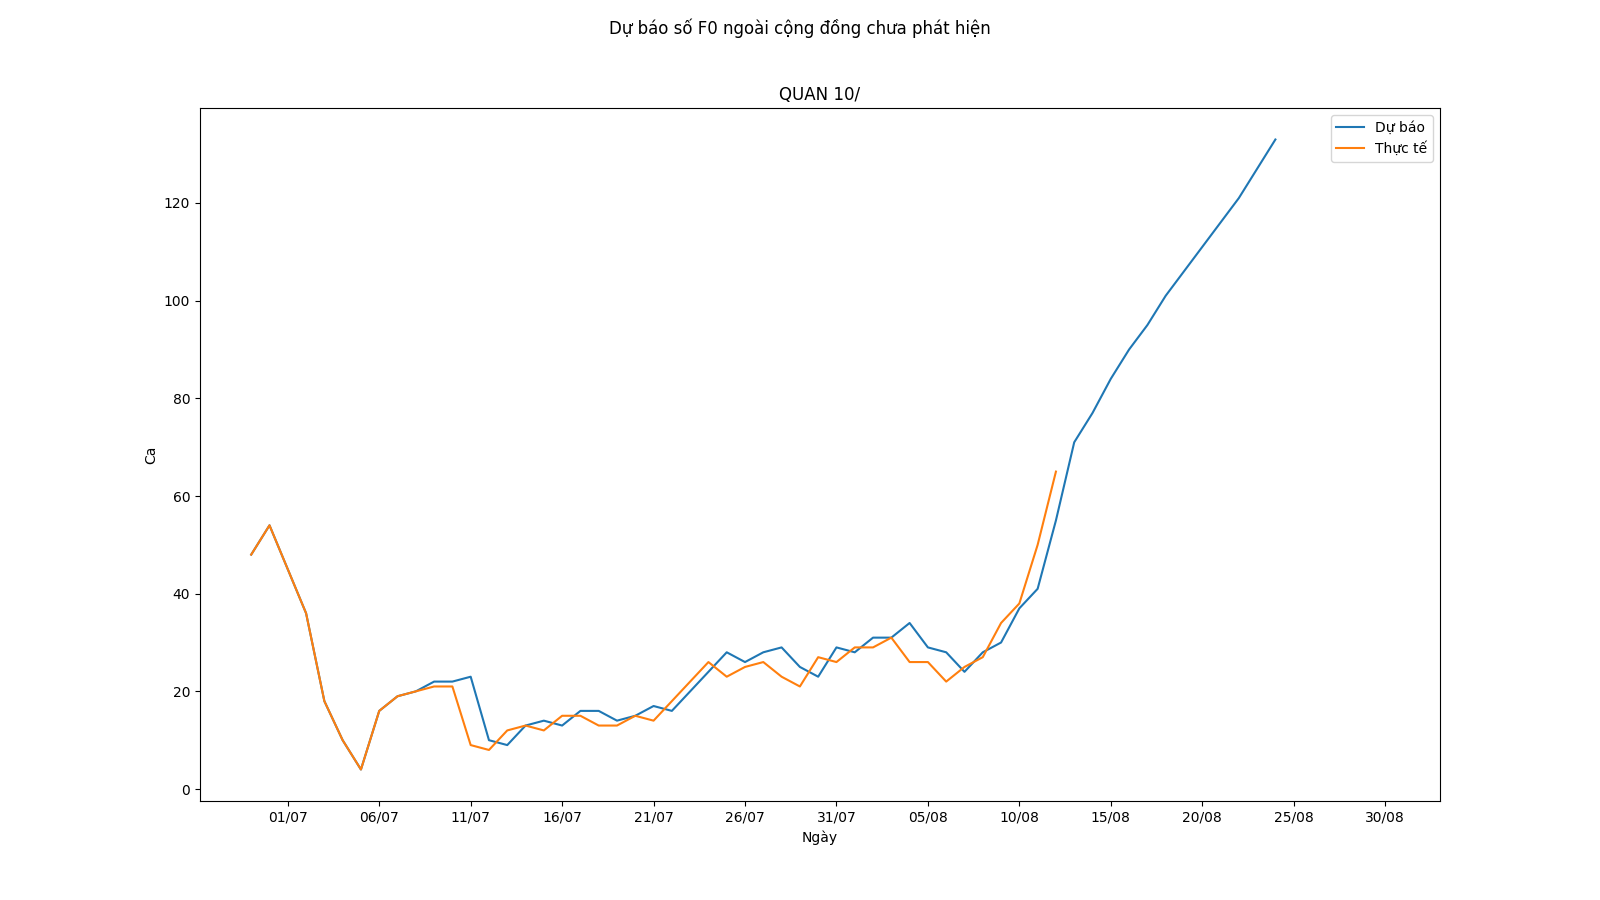 Dự báo số F0 ngoài cộng đồng chưa phát hiện
QUAN 10/
Dự báo
Thực tế
120
100
80
60
40
20
0
Ca
01/07 06/07 11/07 16/07 21/07 26/07 31/07 05/08 10/08 15/08 20/08 25/08 30/08
Ngày